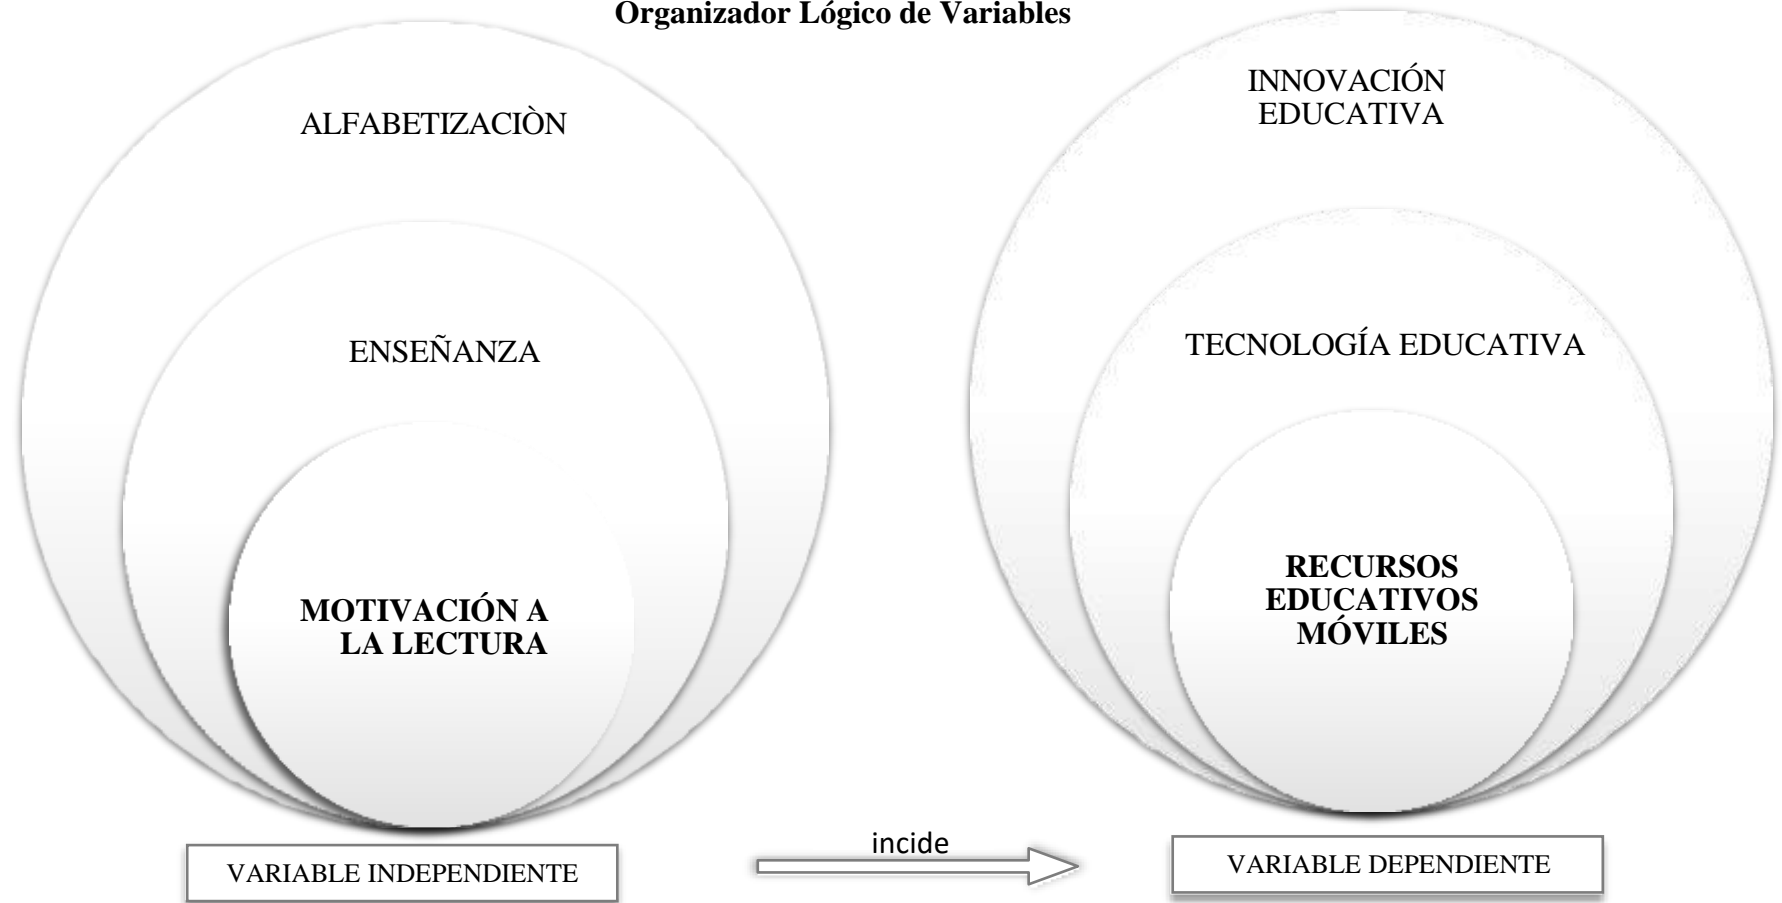 Organizador Lógico de Variables
ALFABETIZACIÒN
ENSEÑANZA
MOTIVACIÓN A
LA LECTURA
VARIABLE INDEPENDIENTE
incide
INNOVACIÓN
EDUCATIVA
TECNOLOGÍA EDUCATIVA
RECURSOS
EDUCATIVOS
MÓVILES
VARIABLE DEPENDIENTE